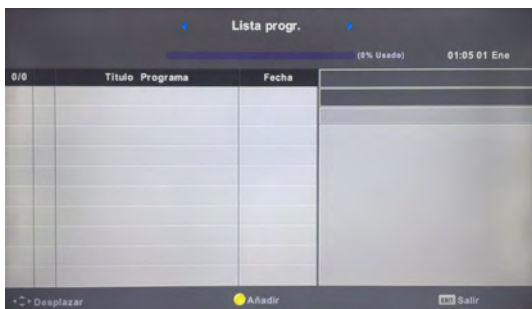 Lista progr.
(0% Usado) 01:05 01 Ene
0/0 Título Programa Fecha
Desplazar Añadir EXIT Salir